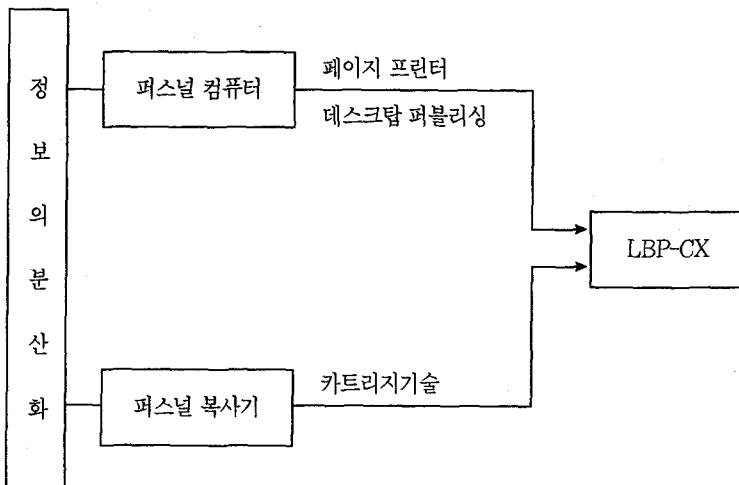 정보의분산화
퍼스널 컴퓨터
페이지 프린터
데스크탑 퍼블리싱
LBP-CX
퍼스널 복사기
카트리지기술